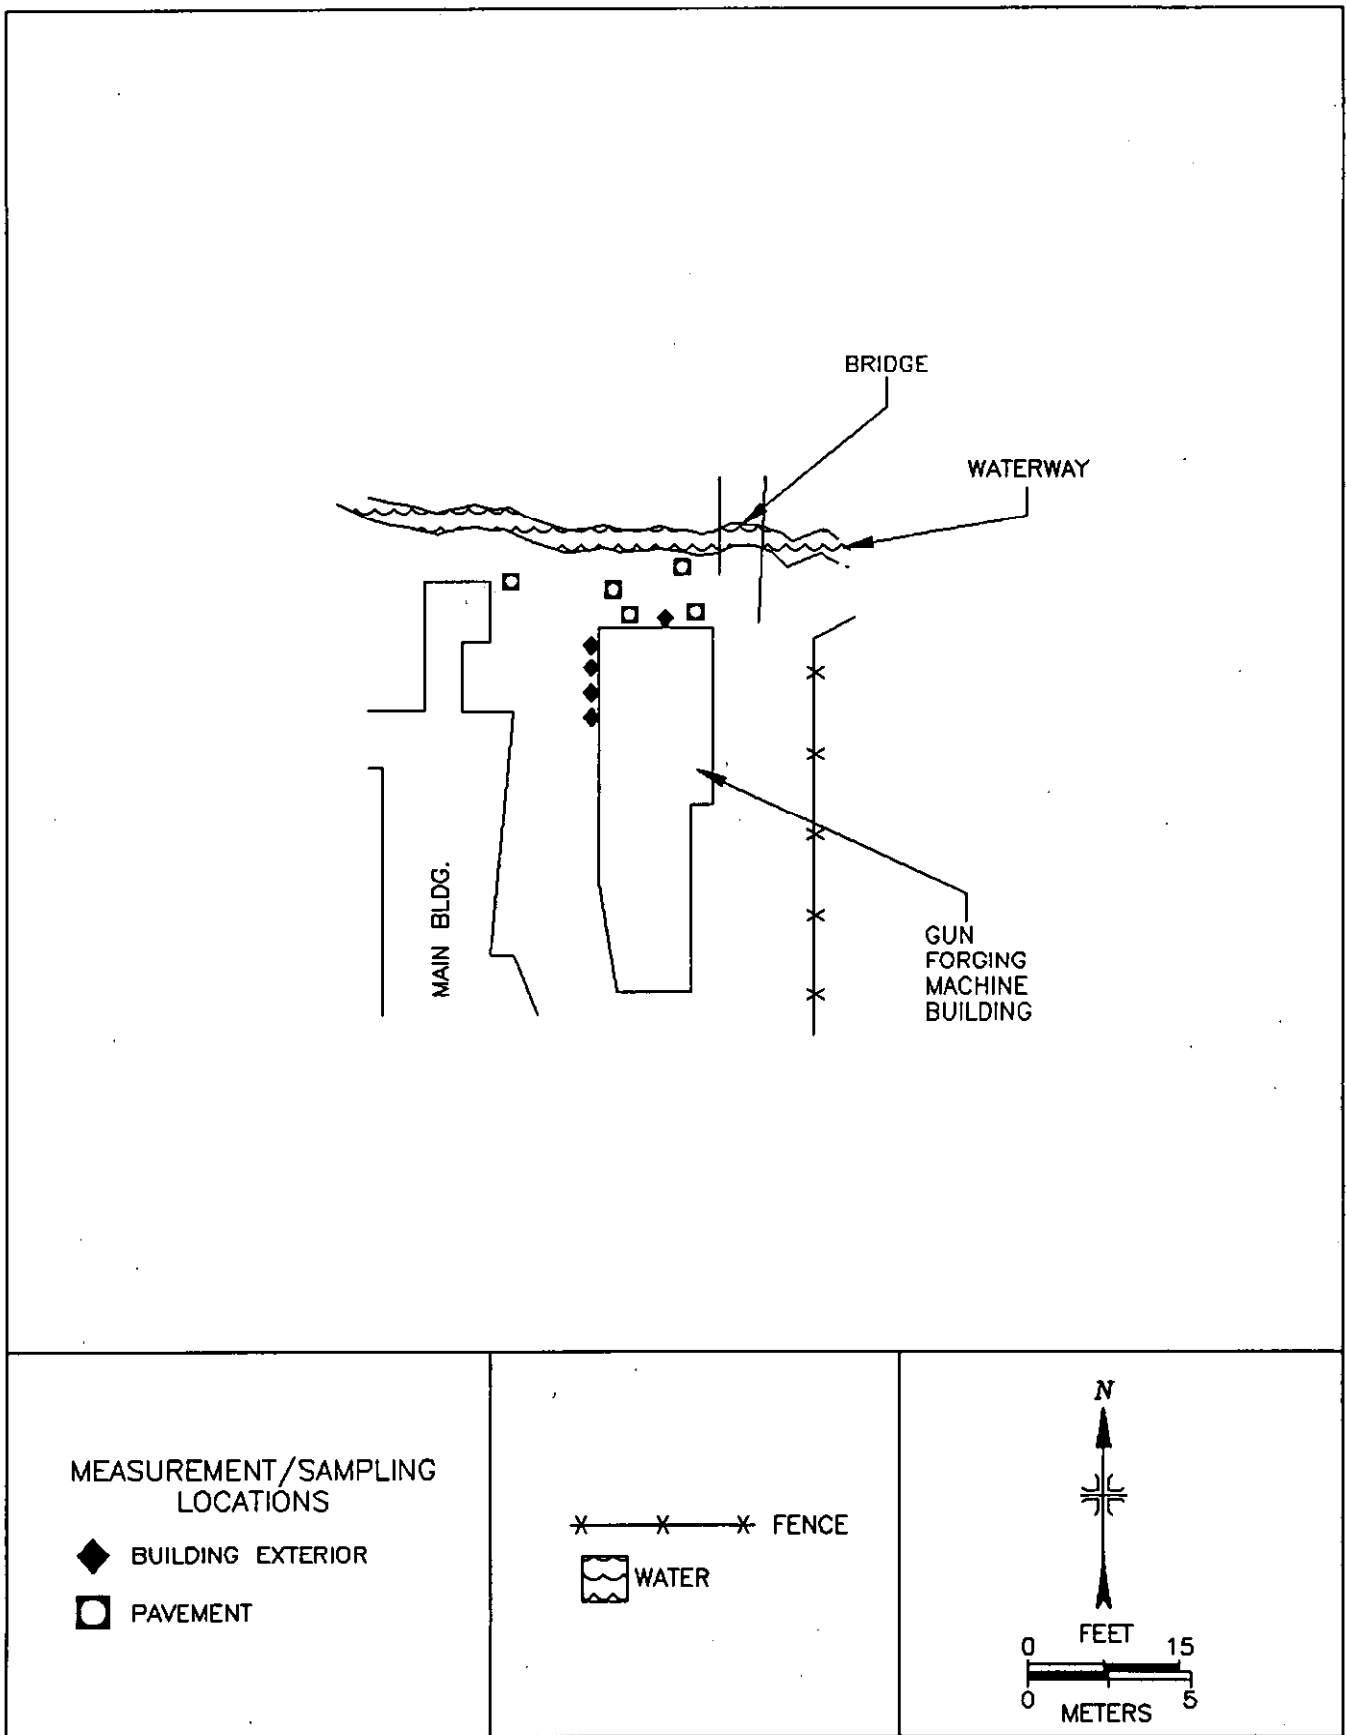 BRIDGE
WATERWAY
MAIN BLDG.
GUN
FORGING
MACHINE
BUILDING
MEASUREMENT/SAMPLING
LOCATIONS
BUILDING EXTERIOR
PAVEMENT
FENCE
WATER
N
FEET
0 15
0 5
METERS